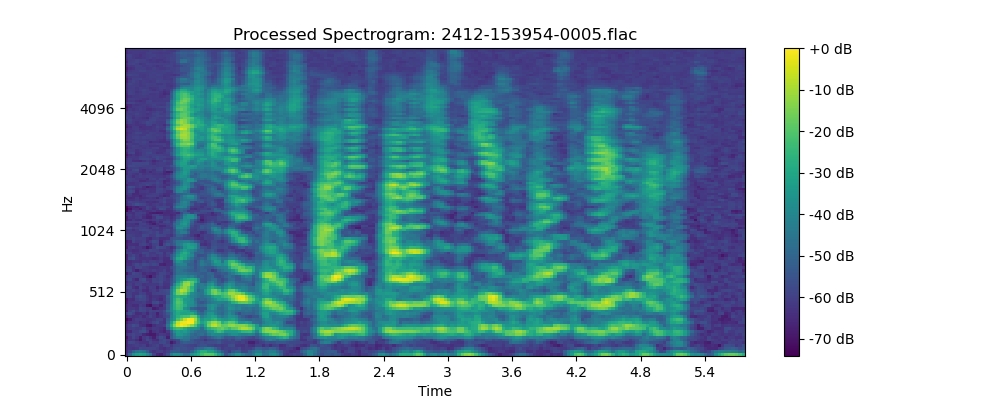 Processed Spectrogram: 2412-153954-0005.flac
Hz
4096
2048
1024
512
0
0 0.6 1.2 1.8 2.4 3 3.6 4.2 4.8 5.4
Time
+0 dB
-10 dB
-20 dB
-30 dB
-40 dB
-50 dB
-60 dB
-70 dB